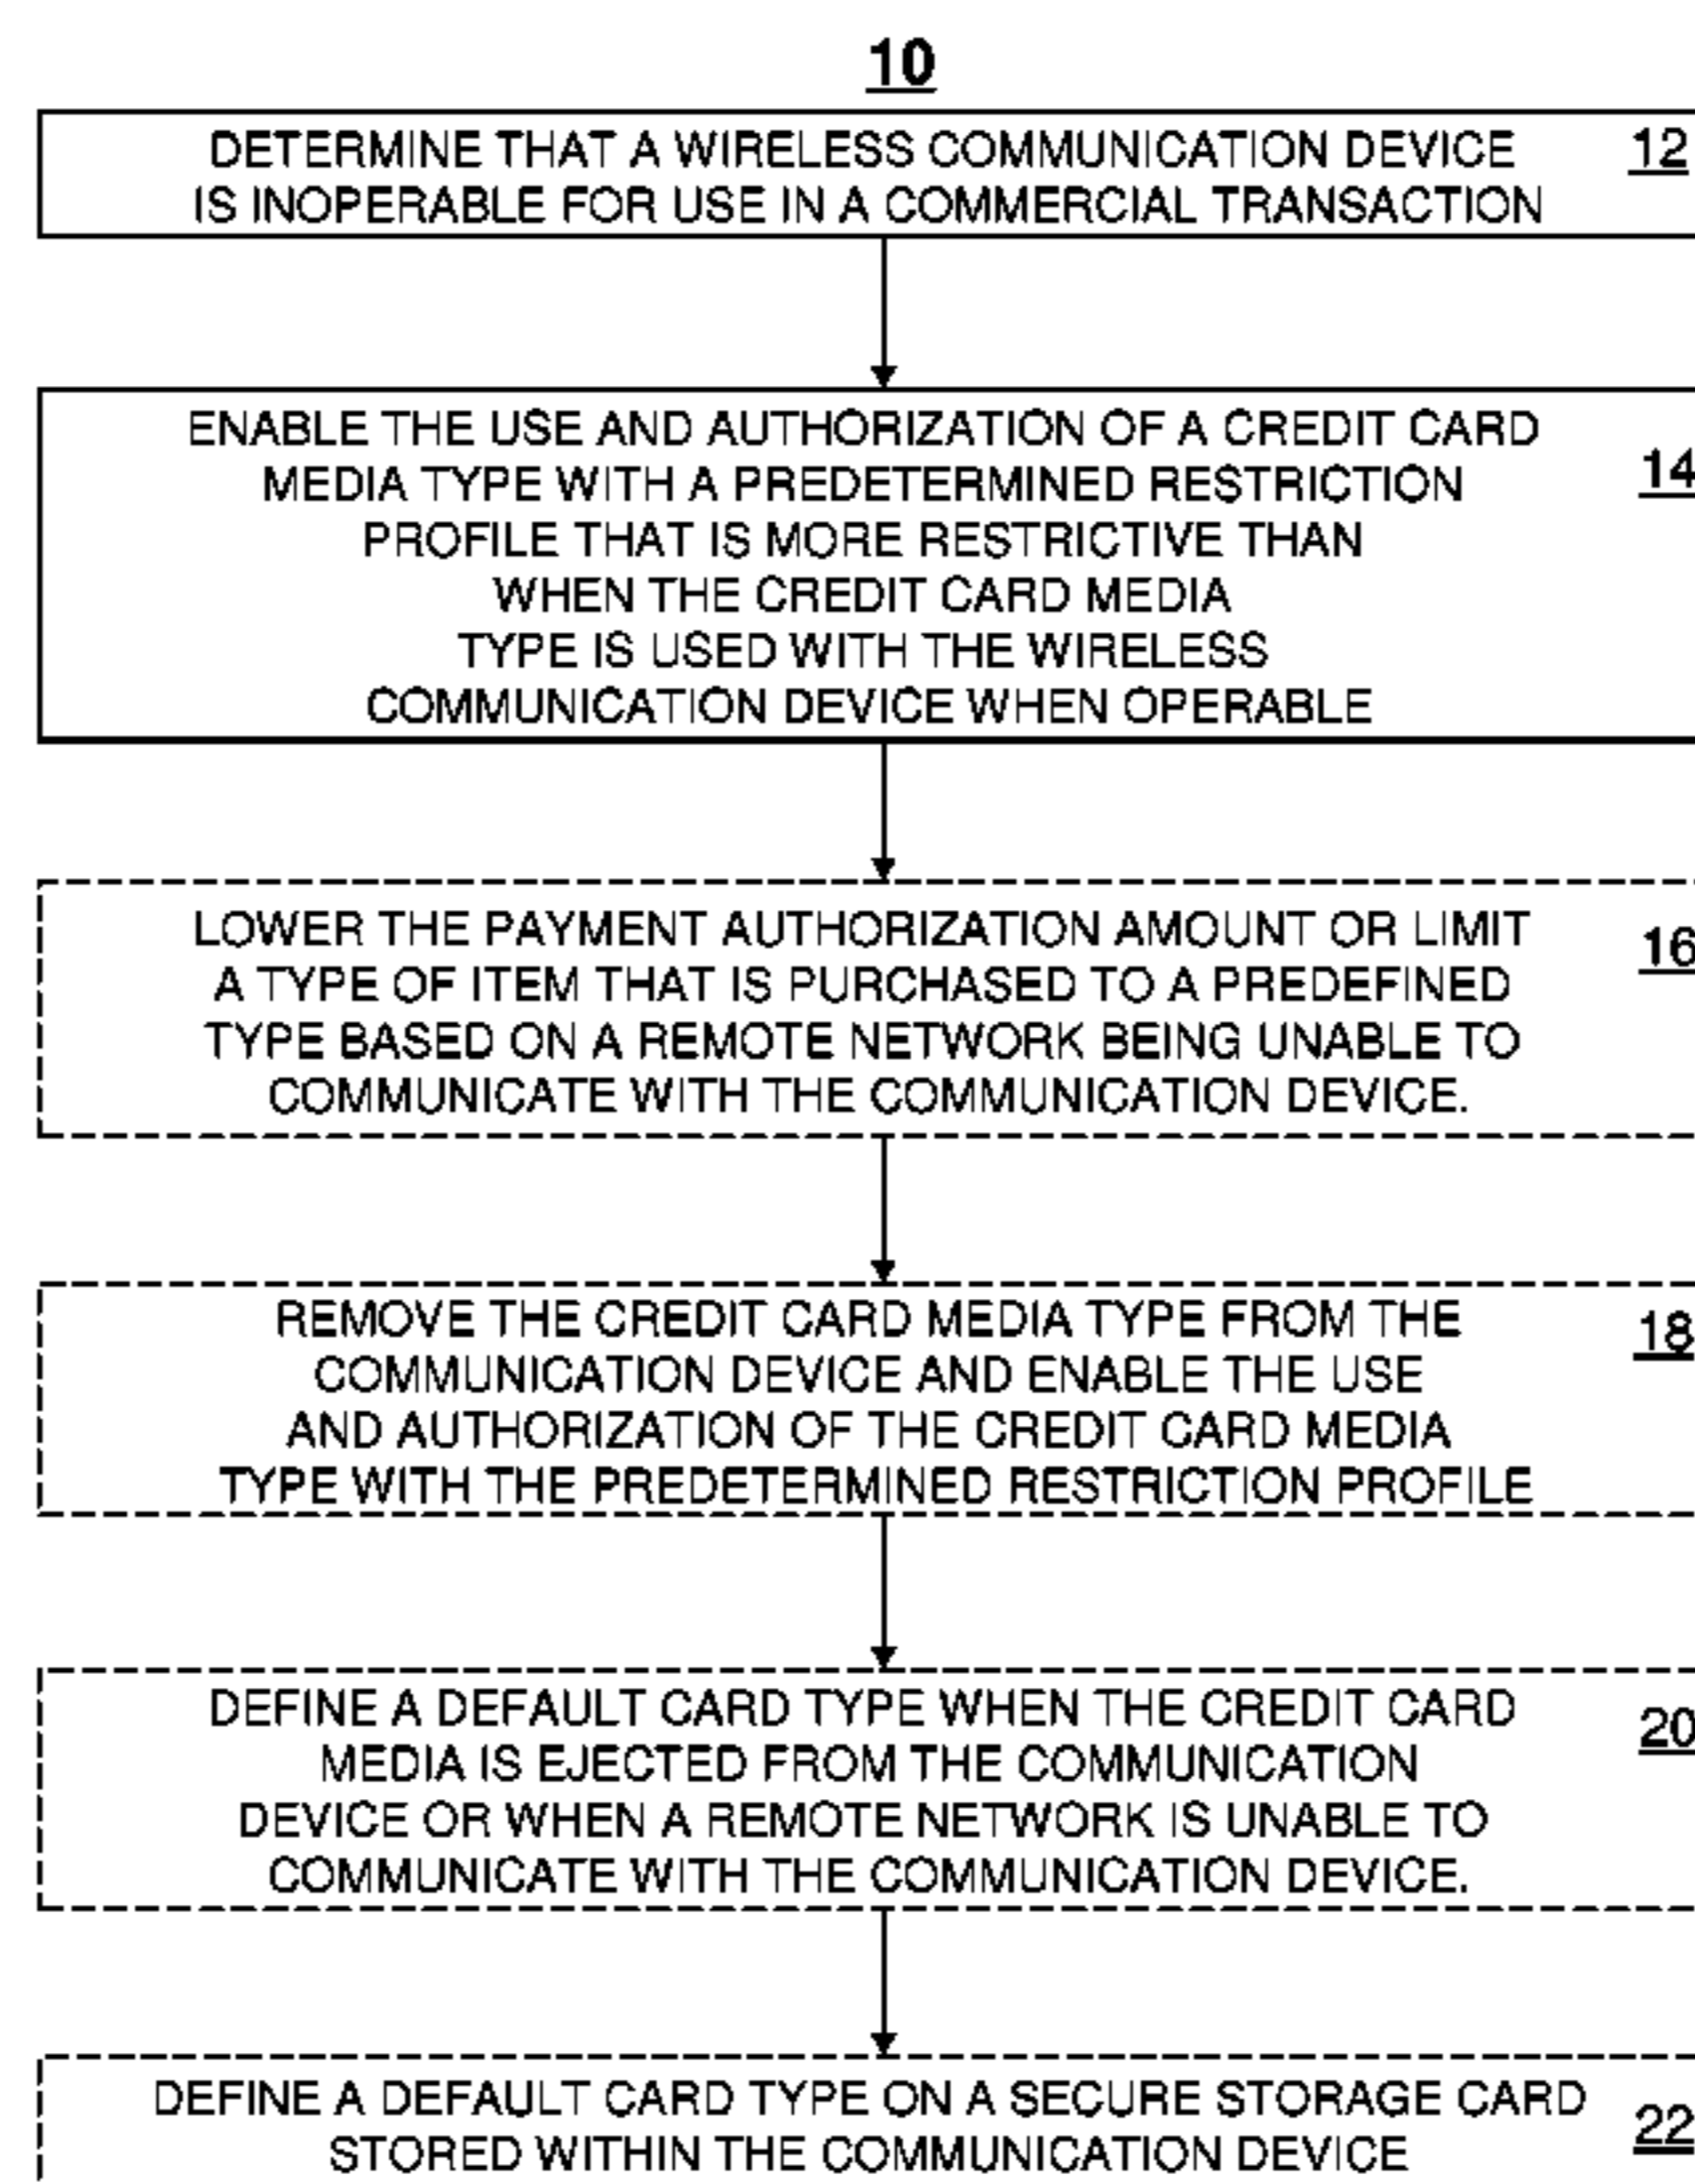 10
DETERMINE THAT A WIRELESS COMMUNICATION DEVICE 12
IS INOPERABLE FOR USE IN A COMMERCIAL TRANSACTION
ENABLE THE USE AND AUTHORIZATION OF A CREDIT CARD
MEDIA TYPE WITH A PREDETERMINED RESTRICTION 14
PROFILE THAT IS MORE RESTRICTIVE THAN
WHEN THE CREDIT CARD MEDIA
TYPE IS USED WITH THE WIRELESS
COMMUNICATION DEVICE WHEN OPERABLE
LOWER THE PAYMENT AUTHORIZATION AMOUNT OR LIMIT 16
A TYPE OF ITEM THAT IS PURCHASED TO A PREDEFINED
TYPE BASED ON A REMOTE NETWORK BEING UNABLE TO
COMMUNICATE WITH THE COMMUNICATION DEVICE.
REMOVE THE CREDIT CARD MEDIA TYPE FROM THE 18
COMMUNICATION DEVICE AND ENABLE THE USE
AND AUTHORIZATION OF THE CREDIT CARD MEDIA
TYPE WITH THE PREDETERMINED RESTRICTION PROFILE
DEFINE A DEFAULT CARD TYPE WHEN THE CREDIT CARD 20
MEDIA IS EJECTED FROM THE COMMUNICATION
DEVICE OR WHEN A REMOTE NETWORK IS UNABLE TO
COMMUNICATE WITH THE COMMUNICATION DEVICE.
DEFINE A DEFAULT CARD TYPE ON A SECURE STORAGE CARD 22
STORED WITHIN THE COMMUNICATION DEVICE